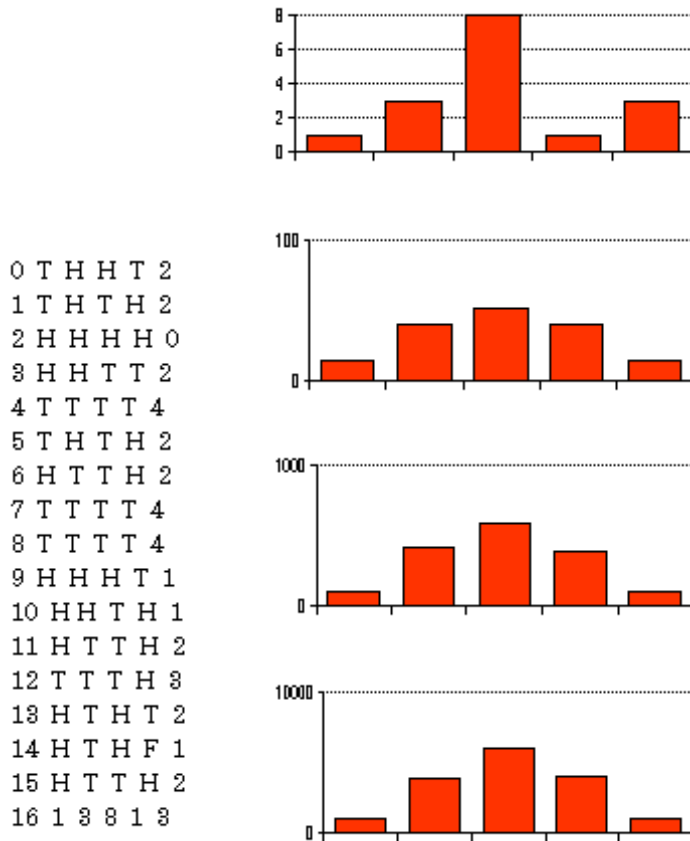 8
6
4
2
0
100
0
0 T H H T 2
1 T H T H 2
2 H H H H 0
3 H H T T 2
4 T T T T 4
5 T H T H 2
6 H T T H 2
7 T T T T 4
8 T T T T 4
9 H H H T 1
10 H H T H 1
11 H T T H 2
12 T T T H 3
13 H T H T 2
14 H T H F 1
15 H T T H 2
16 1 3 8 1 3
1000
0
10000
0